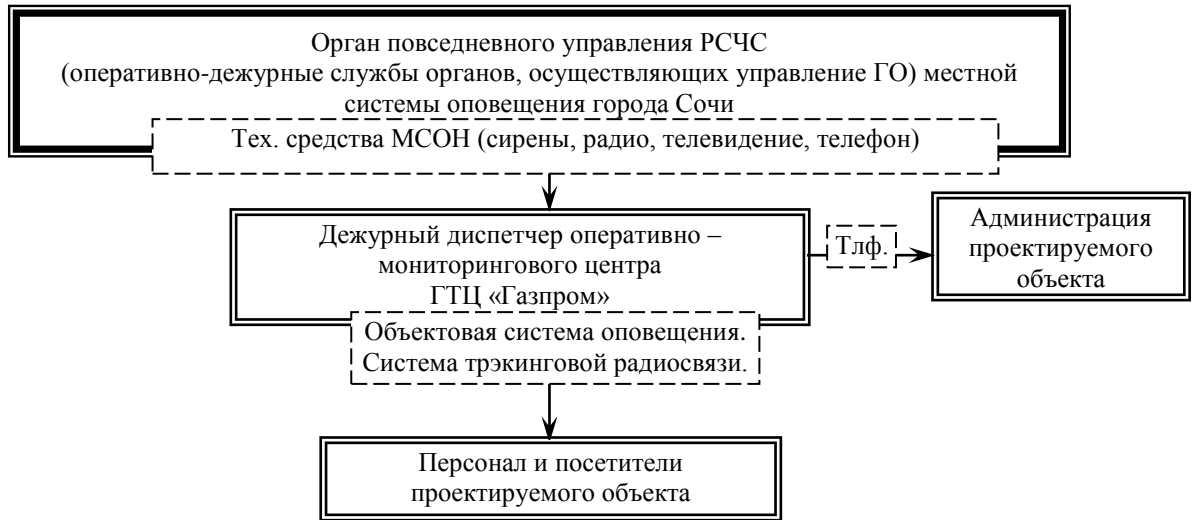 Орган повседневного управления РСЧС
(оперативно-дежурные службы органов, осуществляющих управление ГО) местной
системы оповещения города Сочи
Тех. средства МСОН (сирены, радио, телевидение, телефон)
Дежурный диспетчер оперативно –
мониторингового центра
ГТЦ «Газпром»
Тлф.
Администрация
проектируемого
объекта
Объектовая система оповещения.
Система трэкинговой радиосвязи.
Персонал и посетители
проектируемого объекта